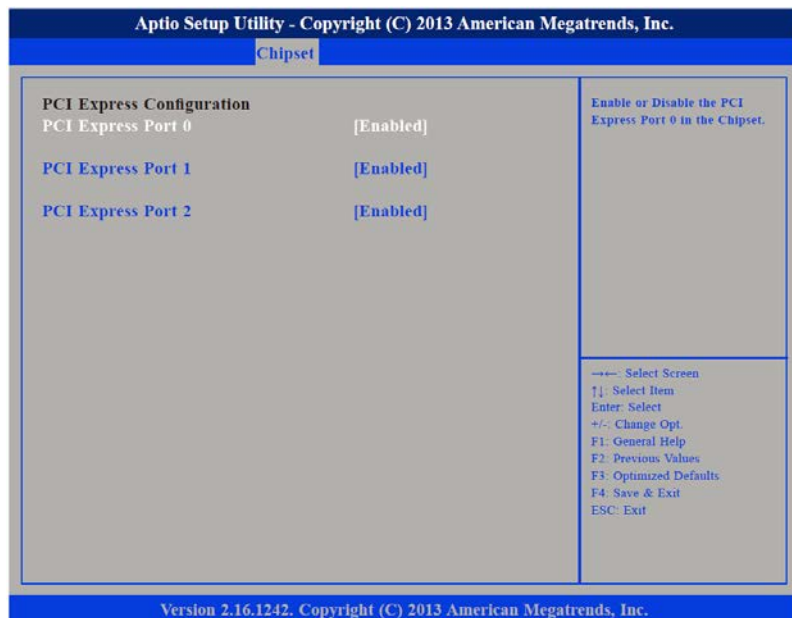 Aptio Setup Utility - Copyright (C) 2013 American Megatrends, Inc.
Chipset
PCI Express Configuration
PCI Express Port 0 [Enabled]
PCI Express Port 1 [Enabled]
PCI Express Port 2 [Enabled]
Enable or Disable the PCI
Express Port 0 in the Chipset.
→←: Select Screen
↑↓: Select Item
Enter: Select
+/-: Change Opt.
F1: General Help
F2: Previous Values
F3: Optimized Defaults
F4: Save & Exit
ESC: Exit
Version 2.16.1242. Copyright (C) 2013 American Megatrends, Inc.